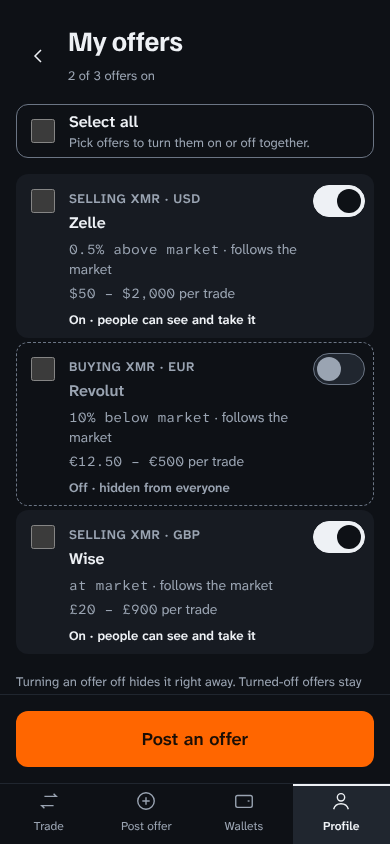 My offers
2 of 3 offers on
Select all
Pick offers to turn them on or off together.
SELLING XMR · USD
Zelle
0.5% above market · follows the
market
$50 – $2,000 per trade
On · people can see and take it
BUYING XMR · EUR
Revolut
10% below market · follows the
market
€12.50 – €500 per trade
Off · hidden from everyone
SELLING XMR · GBP
Wise
at market · follows the market
£20 – £900 per trade
On · people can see and take it
Turning an offer off hides it right away. Turned-off offers stay
Post an offer
Trade
Post offer
Wallets
Profile